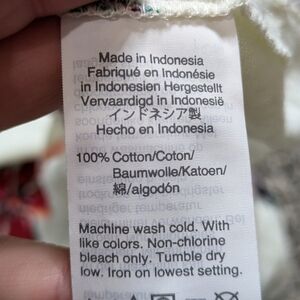 Made in Indonesia
Fabriqué en Indonésie
in Indonesien Hergestellt
Vervaardigd in Indonesië
インドネシア製
Hecho en Indonesia
100% Cotton/Coton/
Baumwolle/Katoen/
綿/algodón
Machine wash cold. With
like colors. Non-chlorine
bleach only. Tumble dry
low. Iron on lowest setting.